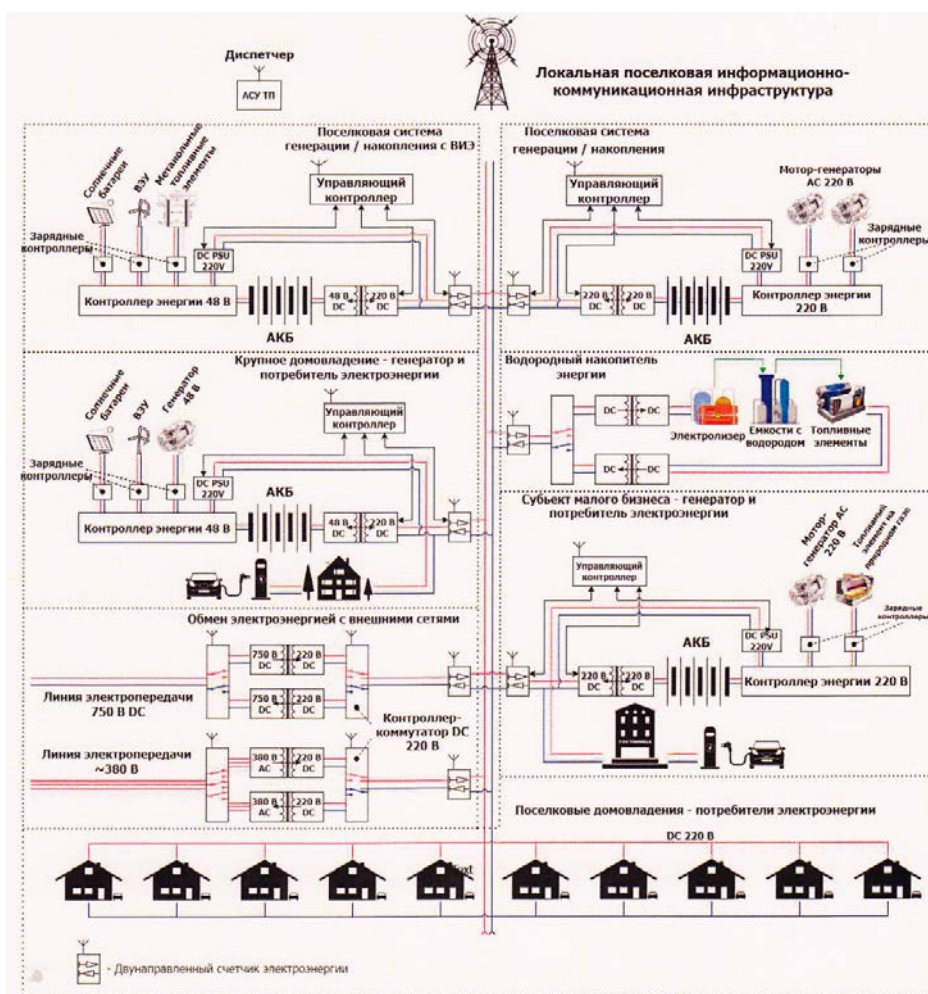 Диспетчер
АСУ ТП
Локальная поселковая информационно-
коммуникационная инфраструктура
Поселковая система
генерации / накопления с ВИЭ
Управляющий
контроллер
Солнечные
батареи
ВЭУ
Метанольные
топливные
элементы
Зарядные
контроллеры
DC PSU
220V
Контроллер энергии 48 В
АКБ
48 В
DC
220 В
DC
Поселковая система
генерации / накопления
Управляющий
контроллер
Мотор-генераторы
АС 220 В
Зарядные
контроллеры
DC PSU
220V
220 В
DC
220 В
DC
Контроллер энергии
220 В
АКБ
Крупное домовладение - генератор и
потребитель электроэнергии
Солнечные
батареи
ВЭУ
Генератор
48 В
Управляющий
контроллер
Зарядные
контроллеры
DC PSU
220V
АКБ
Контроллер энергии 48 В
48 В
DC
220 В
DC
Водородный накопитель
энергии
DC
DC
DC
DC
Электролизер
Емкости с
водородом
Топливные
элементы
Субъект малого бизнеса - генератор и
потребитель электроэнергии
Управляющий
контроллер
Мотор-
генератор АС
220 В
Топливный
элемент на
природном газе
Зарядные
контроллеры
DC PSU
220V
АКБ
220 В
DC
220 В
DC
Контроллер энергии 220 В
Обмен электроэнергией с внешними сетями
750 В
DC
220 В
DC
Линия электропередачи
750 В DC
750 В
DC
220 В
DC
Контроллер-
коммутатор DC
220 В
Линия электропередачи
~380 В
380 В
АС
220 В
DC
380 В
АС
220 В
DC
Поселковые домовладения - потребители электроэнергии
DC 220 В
Text
- Двунаправленный счетчик электроэнергии